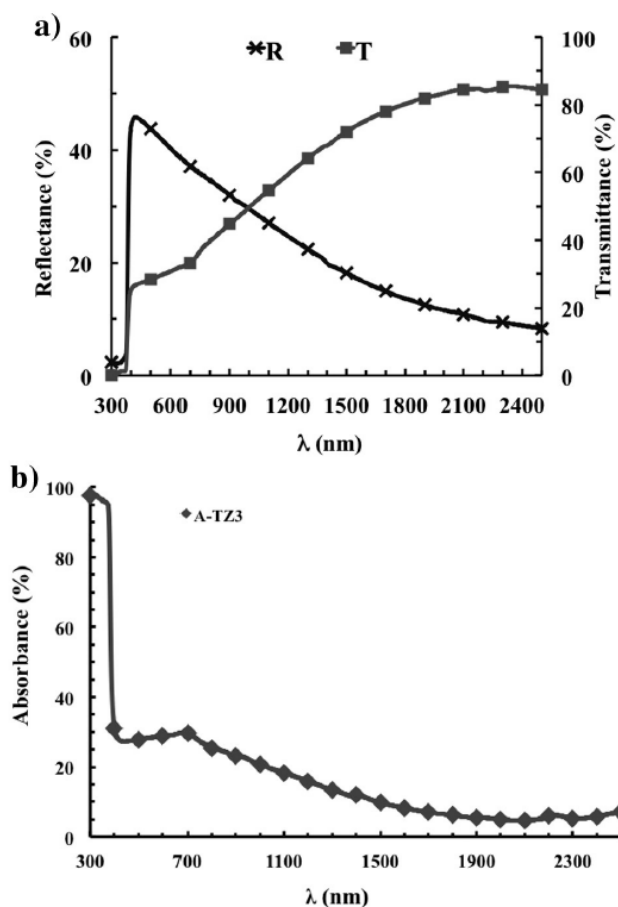 a)
R T
60
40
20
0
Reflectance (%)
100
80
60
40
20
0
Transmittance (%)
300 600 900 1200 1500 1800 2100 2400
λ (nm)
b)
A-TZ3
100
80
60
40
20
0
Absorbance (%)
300 700 1100 1500 1900 2300
λ (nm)